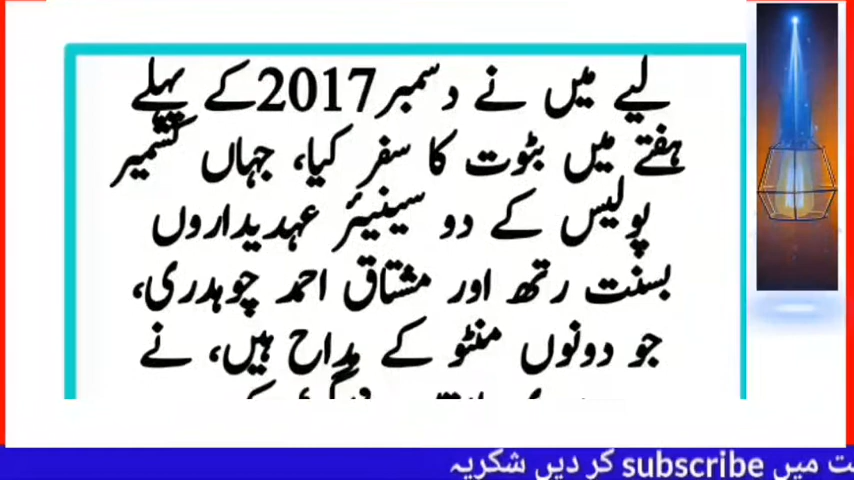 لیے میں نے دسمبر 2017 کے پہلے
ہفتے میں بٹوت کا سفر کیا، جہاں کشمیر
پولیس کے دو سینیئر عہدیداروں
بسنت رتھ اور مشتاق احمد چوہدری،
جو دونوں منٹو کے مداح ہیں، نے
میں subscribe کر دیں شکریہ